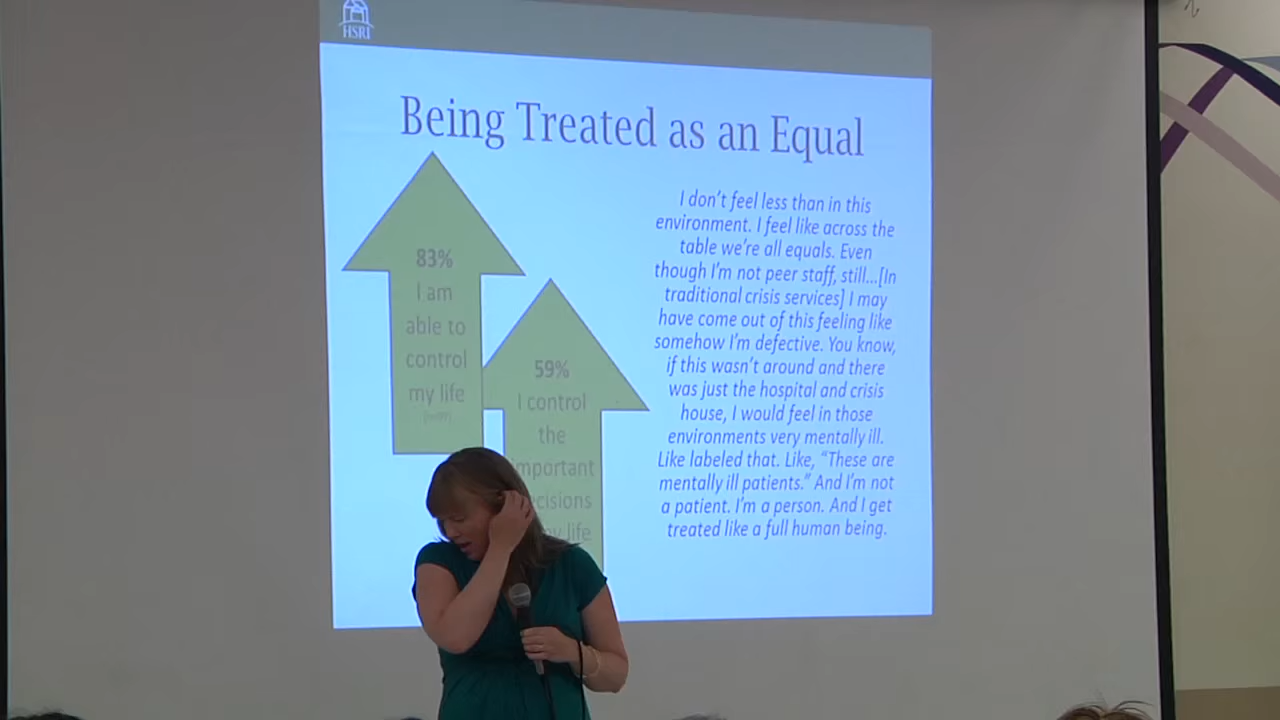 HSRI
Being Treated as an Equal
83%
I am
able to
control
my life
59%
I control
the
important
decisions
my life
I don't feel less than in this
environment. I feel like across the
table we're all equals. Even
though I'm not peer staff, still...[In
traditional crisis services] I may
have come out of this feeling like
somehow I'm defective. You know,
if this wasn't around and there
was just the hospital and crisis
house, I would feel in those
environments very mentally ill.
Like labeled that. Like, “These are
mentally ill patients.” And I'm not
a patient. I'm a person. And I get
treated like a full human being.